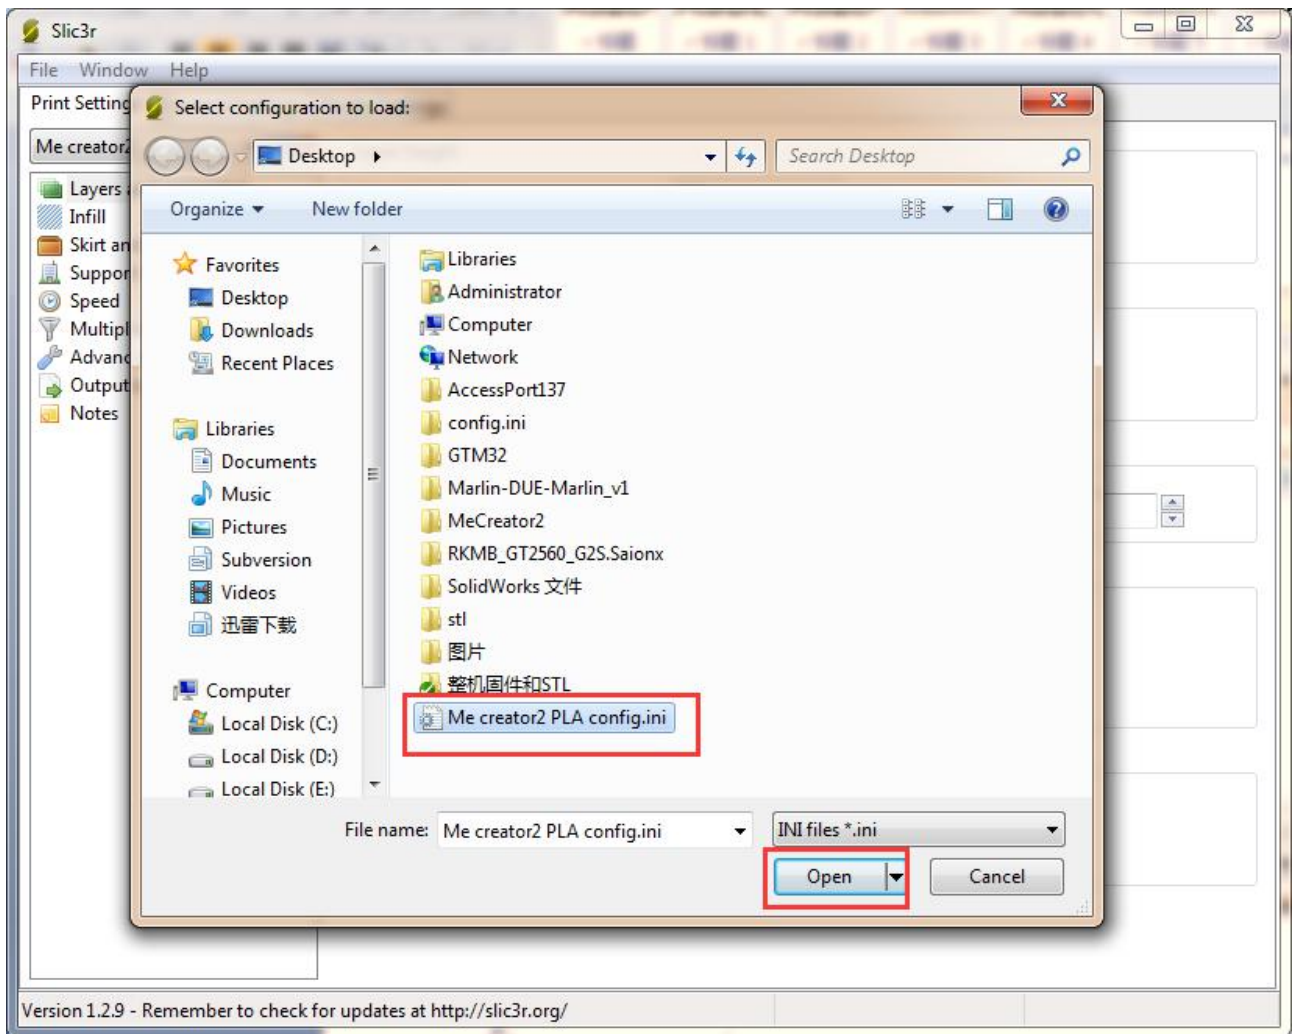 Slic3r
File Window Help
Print Setting
Select configuration to load:
Me creator2
Desktop
Search Desktop
Organize
New folder
Layers
Infill
Skirt an
Suppor
Speed
Multipl
Advanc
Output
Notes
Favorites
Desktop
Downloads
Recent Places
Libraries
Documents
Music
Pictures
Subversion
Videos
迅雷下载
Computer
Local Disk (C:)
Local Disk (D:)
Local Disk (E:)
Libraries
Administrator
Computer
Network
AccessPort137
config.ini
GTM32
Marlin-DUE-Marlin_v1
MeCreator2
RKMB_GT2560_G2S.Saionx
SolidWorks 文件
stl
图片
整机固件和STL
Me creator2 PLA config.ini
File name: Me creator2 PLA config.ini
INI files *.ini
Open
Cancel
Version 1.2.9 - Remember to check for updates at http://slic3r.org/